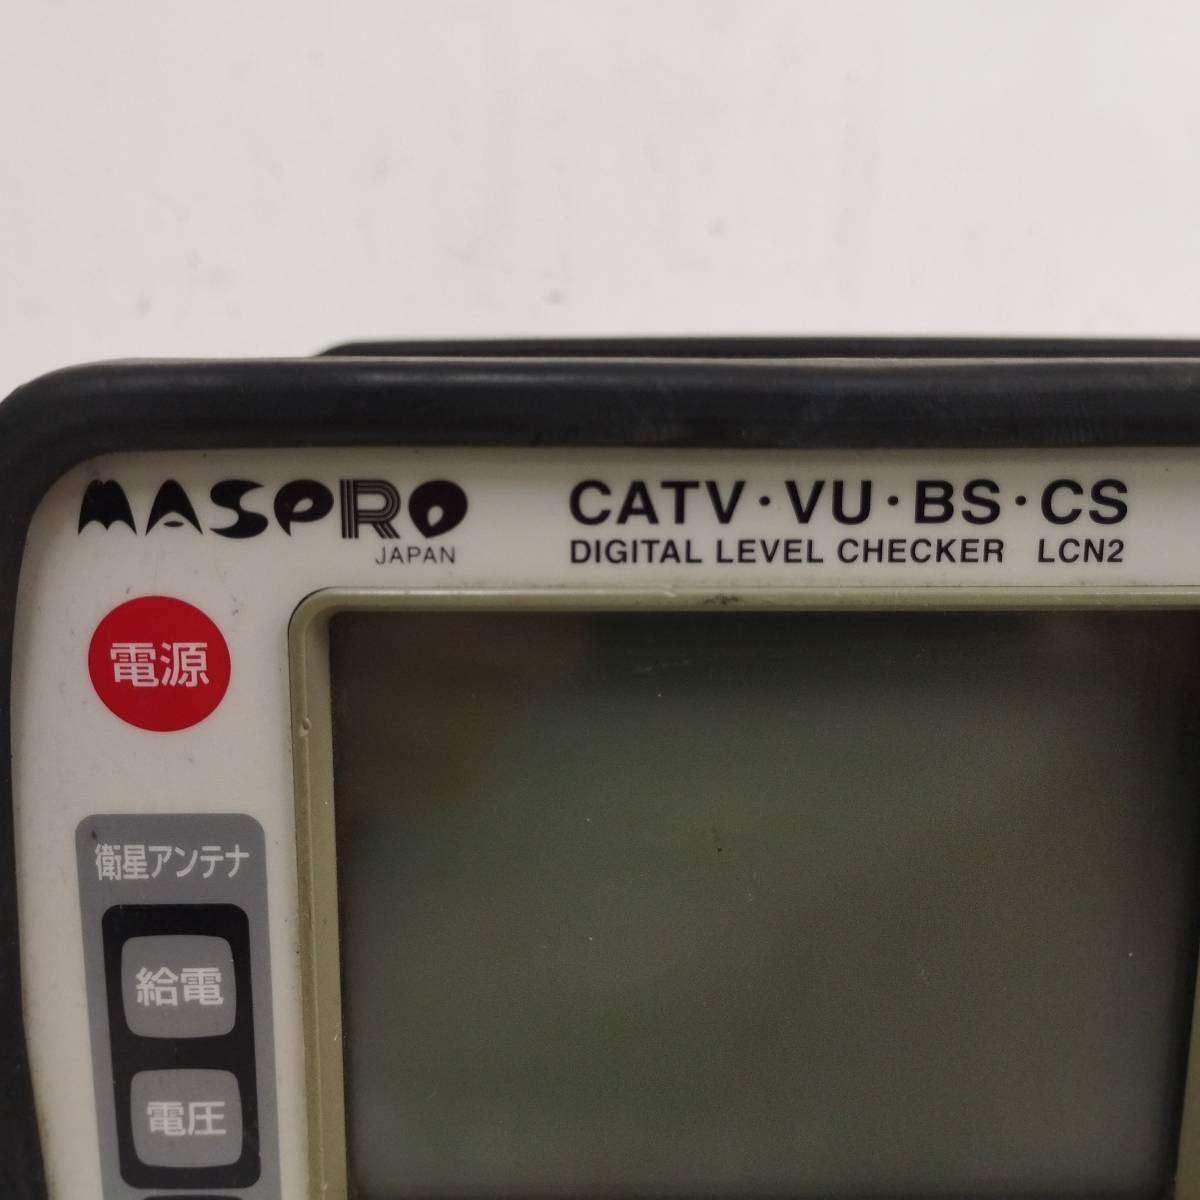 MASPRO
JAPAN
CATV・VU・BS・CS
DIGITAL LEVEL CHECKER LCN2
電源
衛星アンテナ
給電
電圧